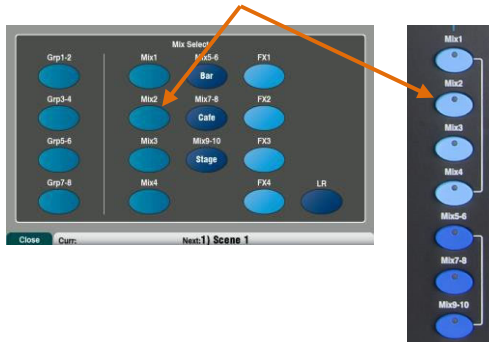 Mix Select
Grp1-2 Mix1 Mix5-6 FX1
Bar
Grp3-4 Mix2 Mix7-8 FX2
Cafe
Grp5-6 Mix3 Mix9-10 FX3
Stage
Grp7-8 Mix4 FX4 LR
Close Curr: Next:1) Scene 1
Mix1
Mix2
Mix3
Mix4
Mix5-6
Mix7-8
Mix9-10